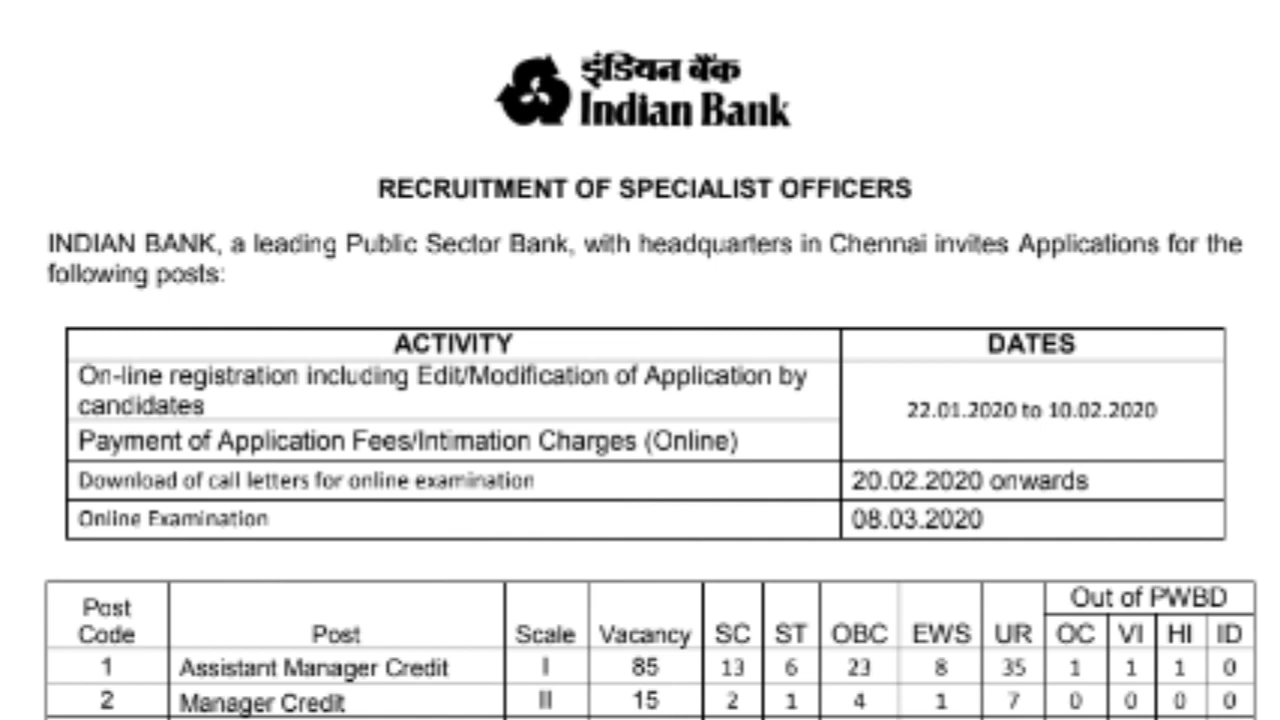 इंडियन बैंक
Indian Bank
RECRUITMENT OF SPECIALIST OFFICERS
INDIAN BANK, a leading Public Sector Bank, with headquarters in Chennai invites Applications for the
following posts:
ACTIVITY DATES
On-line registration including Edit/Modification of Application by
candidates
22.01.2020 to 10.02.2020
Payment of Application Fees/Intimation Charges (Online)
Download of call letters for online examination 20.02.2020 onwards
Online Examination 08.03.2020
Out of PWBD
Post
Code Post Scale Vacancy SC ST OBC EWS UR OC VI HI ID
1 Assistant Manager Credit I 85 13 6 23 8 35 1 1 1 0
2 Manager Credit II 15 2 1 4 1 7 0 0 0 0